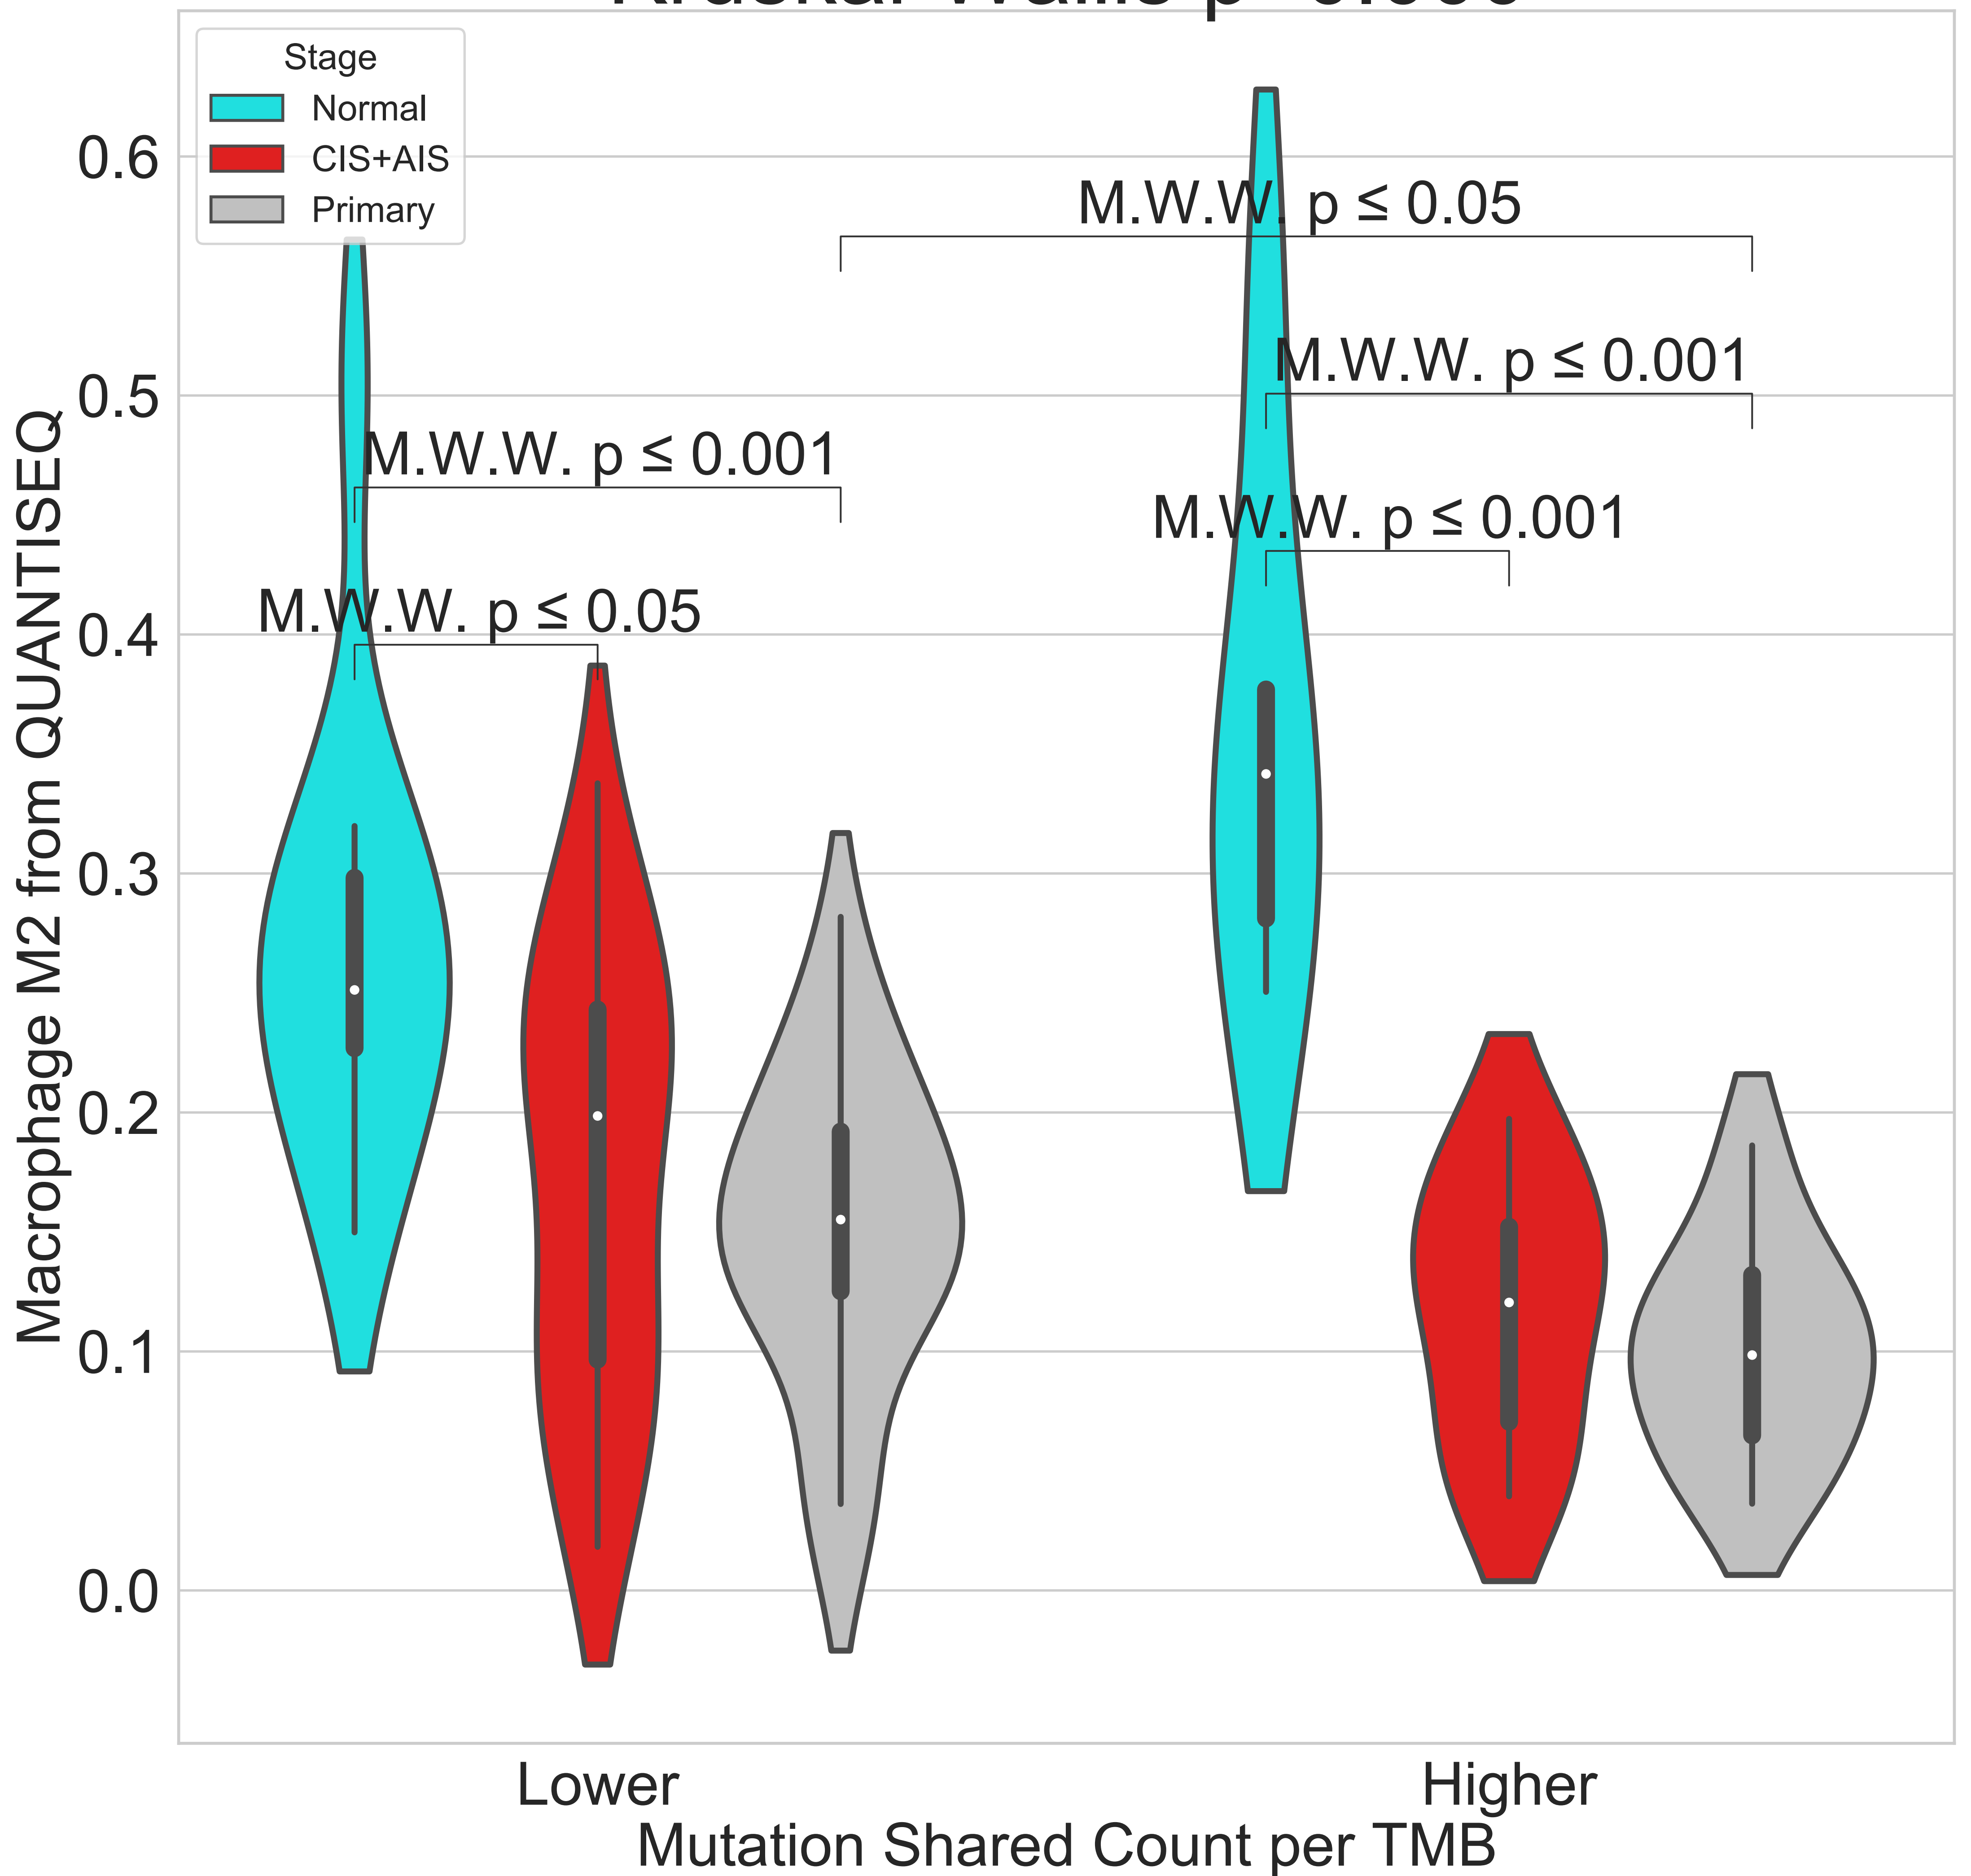 Stage
Normal
CIS+AIS
Primary
0.6
0.5
0.4
0.3
0.2
0.1
0.0
Macrophage M2 from QUANTISEQ
M.W.W. p ≤ 0.05
M.W.W. p ≤ 0.001
M.W.W. p ≤ 0.001
M.W.W. p ≤ 0.001
M.W.W. p ≤ 0.05
Lower
Higher
Mutation Shared Count per TMB